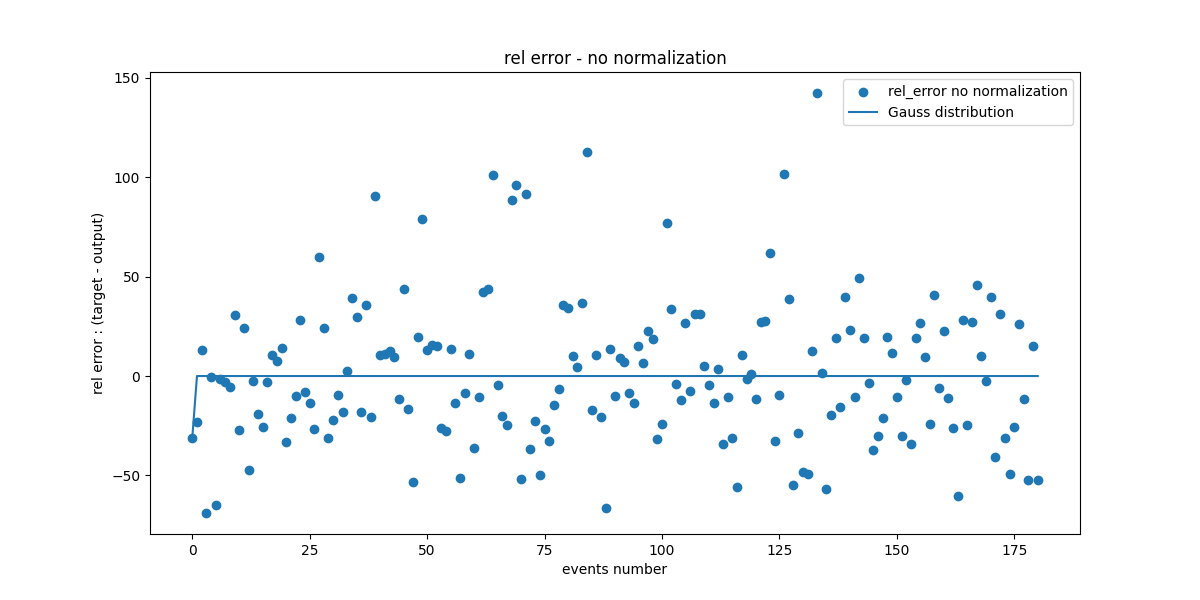 rel error - no normalization
rel_error no normalization
Gauss distribution
rel error : (target - output)
150
100
50
0
−50
0
25
50
75
100
125
150
175
events number